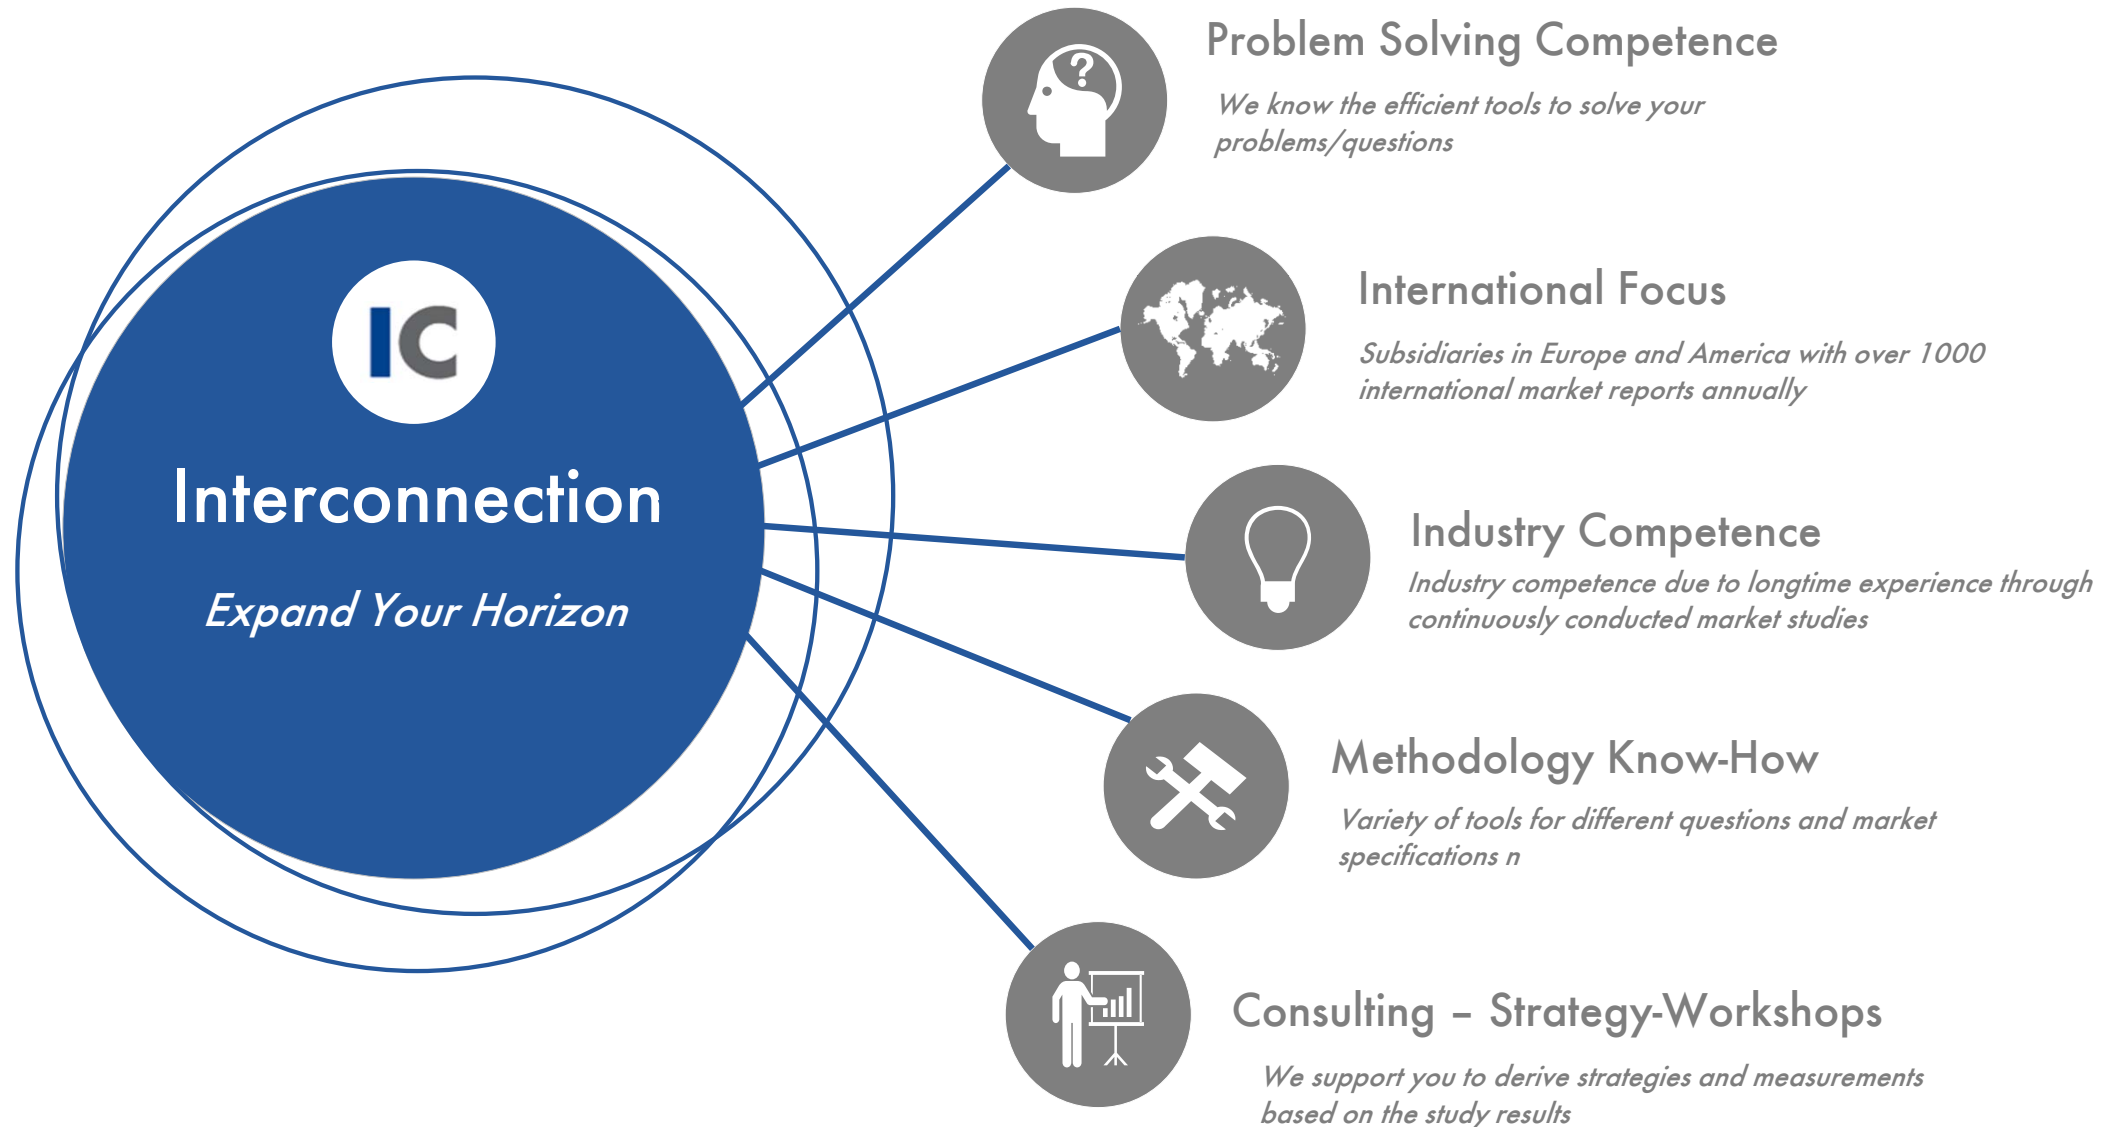 IC
Interconnection
Expand Your Horizon
Problem Solving Competence
We know the efficient tools to solve your
problems/questions
International Focus
Subsidiaries in Europe and America with over 1000
international market reports annually
Industry Competence
Industry competence due to longtime experience through
continuously conducted market studies
Methodology Know-How
Variety of tools for different questions and market
specifications n
Consulting – Strategy-Workshops
We support you to derive strategies and measurements
based on the study results
?